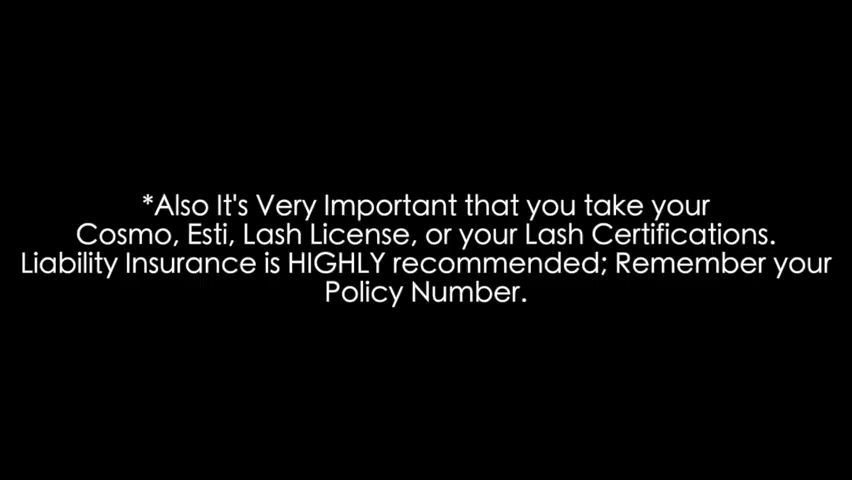 *Also It's Very Important that you take your
Cosmo, Esti, Lash License, or your Lash Certifications.
Liability Insurance is HIGHLY recommended; Remember your
Policy Number.